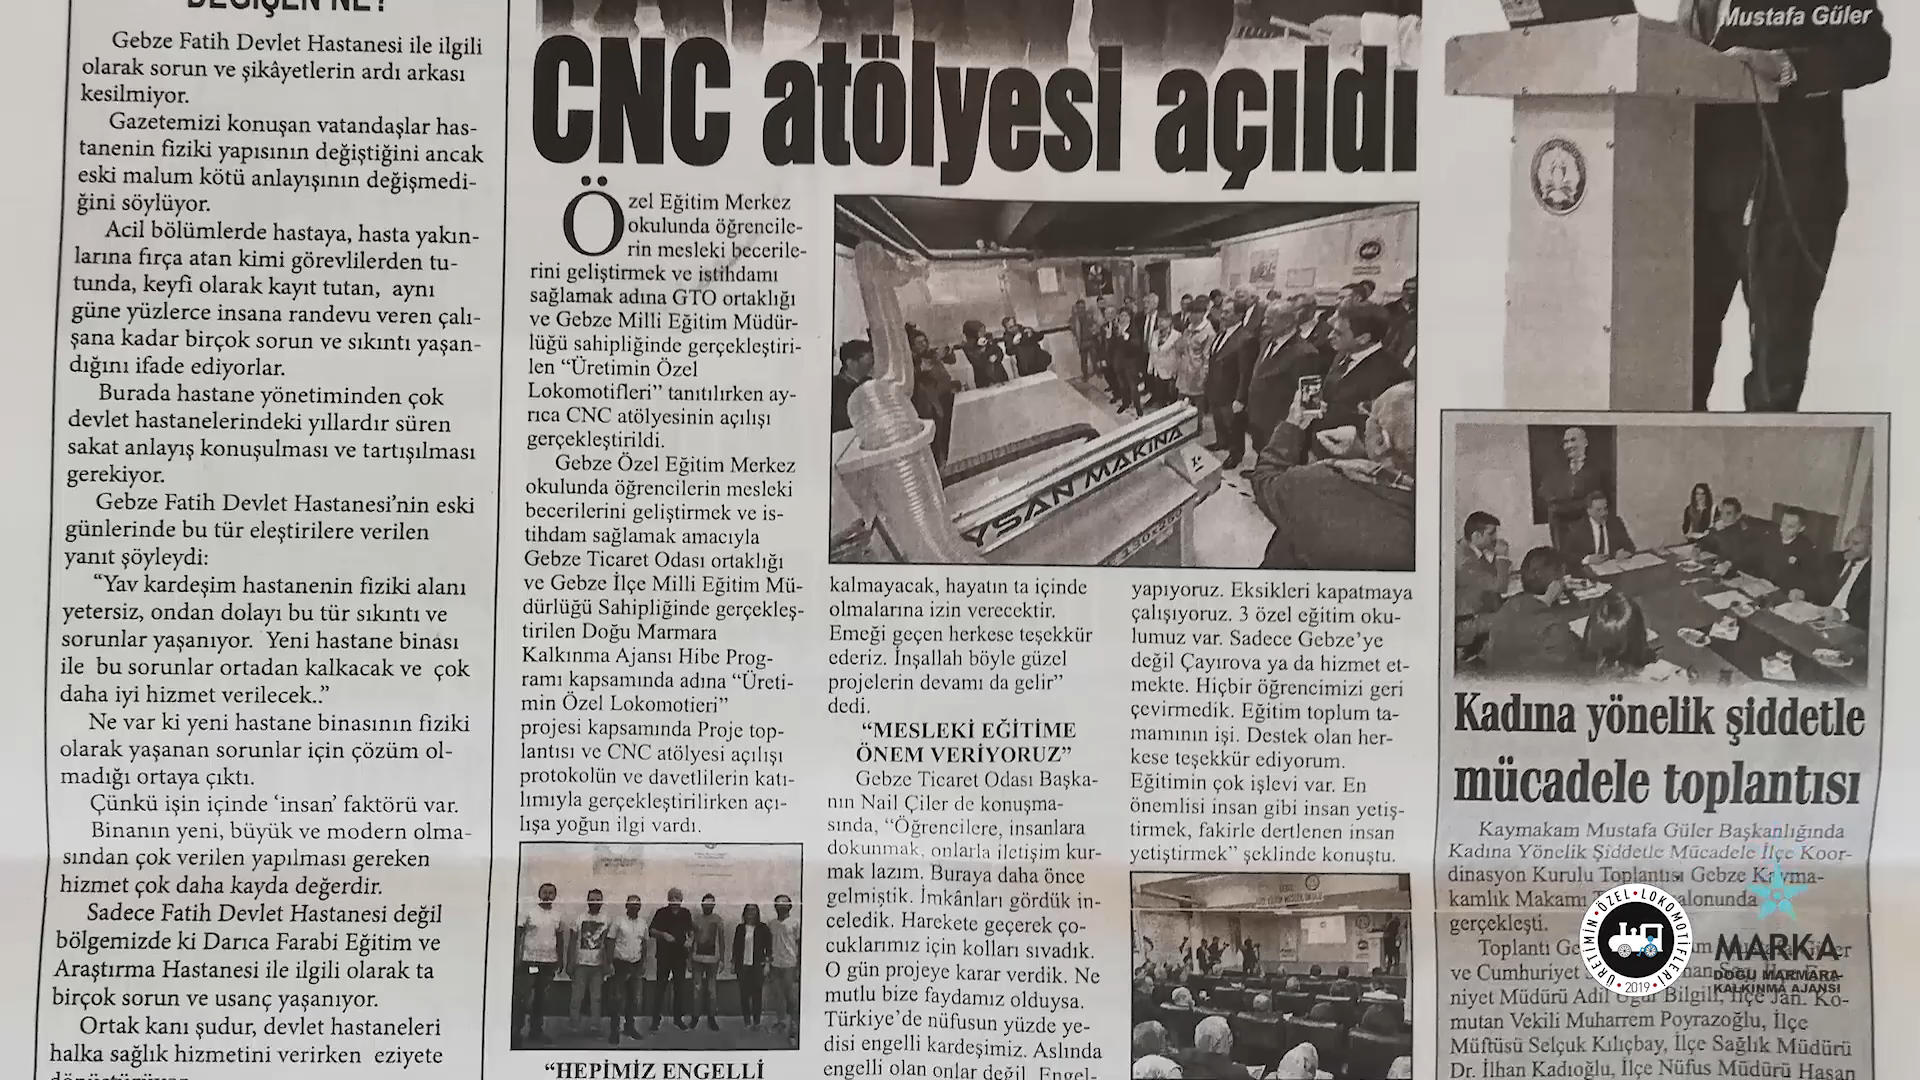 DEĞİŞEN NE?
Gebze Fatih Devlet Hastanesi ile ilgili
olarak sorun ve şikâyetlerin ardı arkası
kesilmiyor.
Gazetemizi konuşan vatandaşlar has-
tanenin fiziki yapısının değiştiğini ancak
eski malum kötü anlayışının değişmedi-
ğini söylüyor.
Acil bölümlerde hastaya, hasta yakın-
larına fırça atan kimi görevlilerden tu-
tunda, keyfi olarak kayıt tutan, aynı
güne yüzlerce insana randevu veren çalı-
şana kadar birçok sorun ve sıkıntı yaşan-
dığını ifade ediyorlar.
Burada hastane yönetiminden çok
devlet hastanelerindeki yıllardır süren
sakat anlayış konuşulması ve tartışılması
gerekiyor.
Gebze Fatih Devlet Hastanesi’nin eski
günlerinde bu tür eleştirilere verilen
yanıt şöyleydi:
“Yav kardeşim hastanenin fiziki alanı
yetersiz, ondan dolayı bu tür sıkıntı ve
sorunlar yaşanıyor. Yeni hastane binası
ile bu sorunlar ortadan kalkacak ve çok
daha iyi hizmet verilecek..”
Ne var ki yeni hastane binasının fiziki
olarak yaşanan sorunlar için çözüm ol-
madığı ortaya çıktı.
Çünkü işin içinde ‘insan’ faktörü var.
Binanın yeni, büyük ve modern olma-
sından çok verilen yapılması gereken
hizmet çok daha kayda değerdir.
Sadece Fatih Devlet Hastanesi değil
bölgemizde ki Darıca Farabi Eğitim ve
Araştırma Hastanesi ile ilgili olarak ta
birçok sorun ve usanç yaşanıyor.
Ortak kanı şudur, devlet hastaneleri
halka sağlık hizmetini verirken eziyete
CNC atölyesi açıldı
Özel Eğitim Merkez
okulunda öğrencile-
rin mesleki becerile-
rini geliştirmek ve istihdamı
sağlamak adına GTO ortaklığı
ve Gebze Milli Eğitim Müdür-
lüğü sahipliğinde gerçekleştiri-
len “Üretimin Özel
Lokomotifleri” tanıtılırken ay-
rıca CNC atölyesinin açılışı
gerçekleştirildi.
Gebze Özel Eğitim Merkez
okulunda öğrencilerin mesleki
becerilerini geliştirmek ve is-
tihdam sağlamak amacıyla
Gebze Ticaret Odası ortaklığı
ve Gebze İlçe Milli Eğitim Mü-
dürlüğü Sahipliğinde gerçekleş-
tirilen Doğu Marmara
Kalkınma Ajansı Hibe Prog-
ramı kapsamında adına “Üreti-
min Özel Lokomotieri”
projesi kapsamında Proje top-
lantısı ve CNC atölyesi açılışı
protokolün ve davetlilerin katı-
lımıyla gerçekleştirilirken açı-
lışa yoğun ilgi vardı.
“HEPİMİZ ENGELLİ
YSAN MAKİNA
kalmayacak, hayatın ta içinde
olmalarına izin verecektir.
Emeği geçen herkese teşekkür
ederiz. İnşallah böyle güzel
projelerin devamı da gelir”
dedi.
“MESLEKİ EĞİTİME
ÖNEM VERİYORUZ”
Gebze Ticaret Odası Başka-
nın Nail Çiler de konuşma-
sında, “Öğrencilere, insanlara
dokunmak, onlarla iletişim kur-
mak lazım. Buraya daha önce
gelmiştik. İmkânları gördük in-
celedik. Harekete geçerek ço-
cuklarımız için kolları sıvadık.
O gün projeye karar verdik. Ne
mutlu bize faydamız olduysa.
Türkiye’de nüfusun yüzde ye-
disi engelli kardeşimiz. Aslında
engelli olan onlar değil. Engel-
yapıyoruz. Eksikleri kapatmaya
çalışıyoruz. 3 özel eğitim oku-
lumuz var. Sadece Gebze’ye
değil Çayırova ya da hizmet et-
mekte. Hiçbir öğrencimizi geri
çevirmedik. Eğitim toplum ta-
mamının işi. Destek olan her-
kese teşekkür ediyorum.
Eğitimin çok işlevi var. En
önemlisi insan gibi insan yetiş-
tirmek, fakirle dertlenen insan
yetiştirmek” şeklinde konuştu.
Mustafa Güler
Kadına yönelik şiddetle
mücadele toplantısı
Kaymakam Mustafa Güler Başkanlığında
Kadına Yönelik Şiddetle Mücadele İlçe Koor-
dinasyon Kurulu Toplantısı Gebze Kayma-
kamlık Makamı
gerçekleşti.
Toplantı
ve Cumhuriyet
niyet Müdürü Adil Bilgili, İlçe Jan. Ko-
mutan Vekili Muharrem Poyrazoğlu, İlçe
Müftüsü Selçuk Kılıçbay, İlçe Sağlık Müdürü
Dr. İlhan Kadıoğlu, İlçe Nüfus Müdürü Hasan
ÜRETİMİN ÖZEL LOKOMOTİFLERİ
2019
MARKA
DOĞU MARMARA
KALKINMA AJANSI